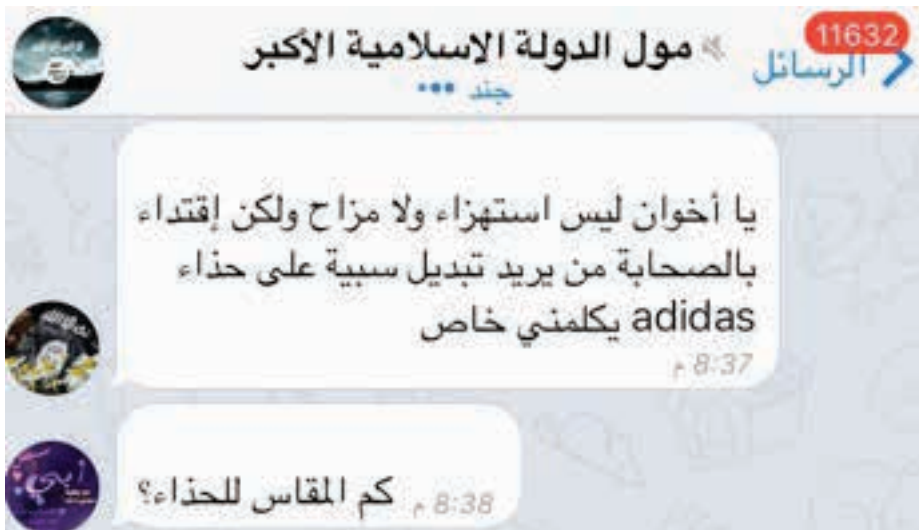 11632
الرسائل
مول الدولة الاسلامية الأكبر
جند
يا أخوان ليس استهزاء ولا مزاح ولكن إقتداء
بالصحابة من يريد تبديل سبية على حذاء
adidas يكلمني خاص
8:37 م
كم المقاس للحذاء؟
8:38 م